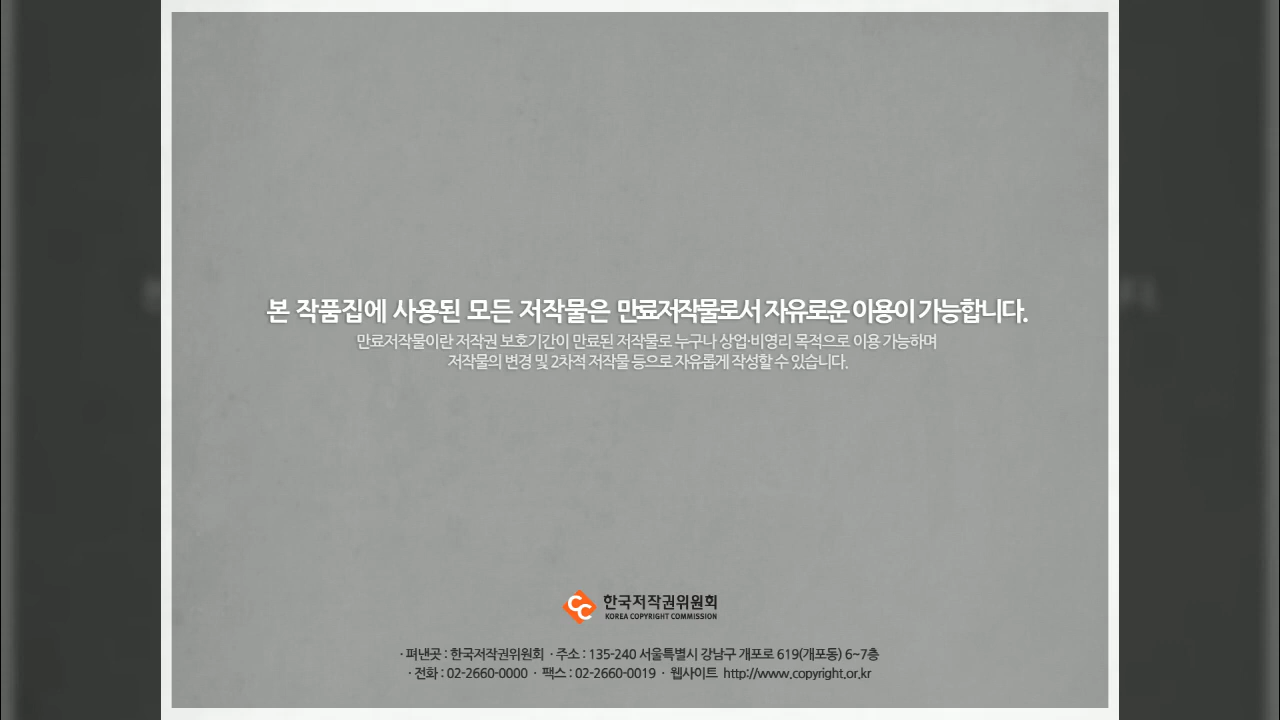 본 작품집에 사용된 모든 저작물은 만료저작물로서 자유로운 이용이 가능합니다.
만료저작물이란 저작권 보호기간이 만료된 저작물로 누구나 상업·비영리 목적으로 이용 가능하며
저작물의 변경 및 2차적 저작물 등으로 자유롭게 작성할 수 있습니다.
CC 한국저작권위원회
KOREA COPYRIGHT COMMISSION
· 펴낸곳 : 한국저작권위원회 · 주소 : 135-240 서울특별시 강남구 개포로 619(개포동) 6~7층
· 전화 : 02-2660-0000 · 팩스 : 02-2660-0019 · 웹사이트 http://www.copyright.or.kr